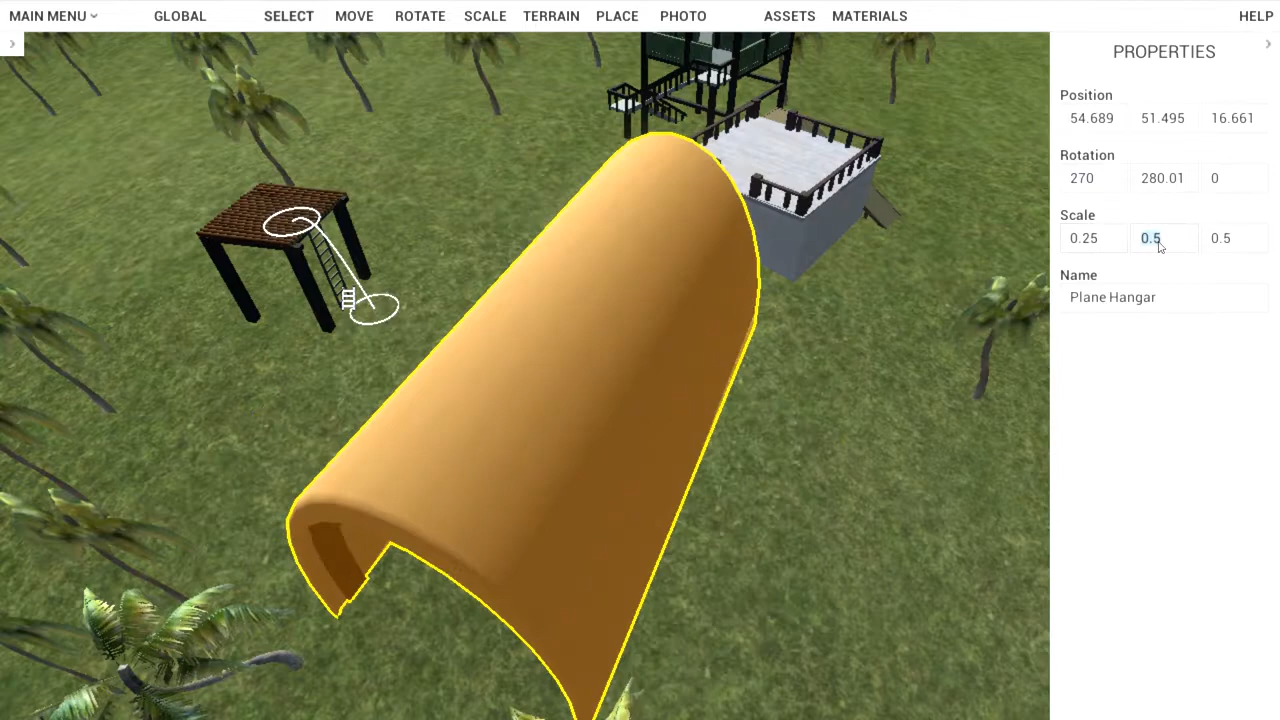 MAIN MENU GLOBAL SELECT MOVE ROTATE SCALE TERRAIN PLACE PHOTO ASSETS MATERIALS HELP
PROPERTIES
Position
54.689 51.495 16.661
Rotation
270 280.01 0
Scale
0.25 0.5 0.5
Name
Plane Hangar